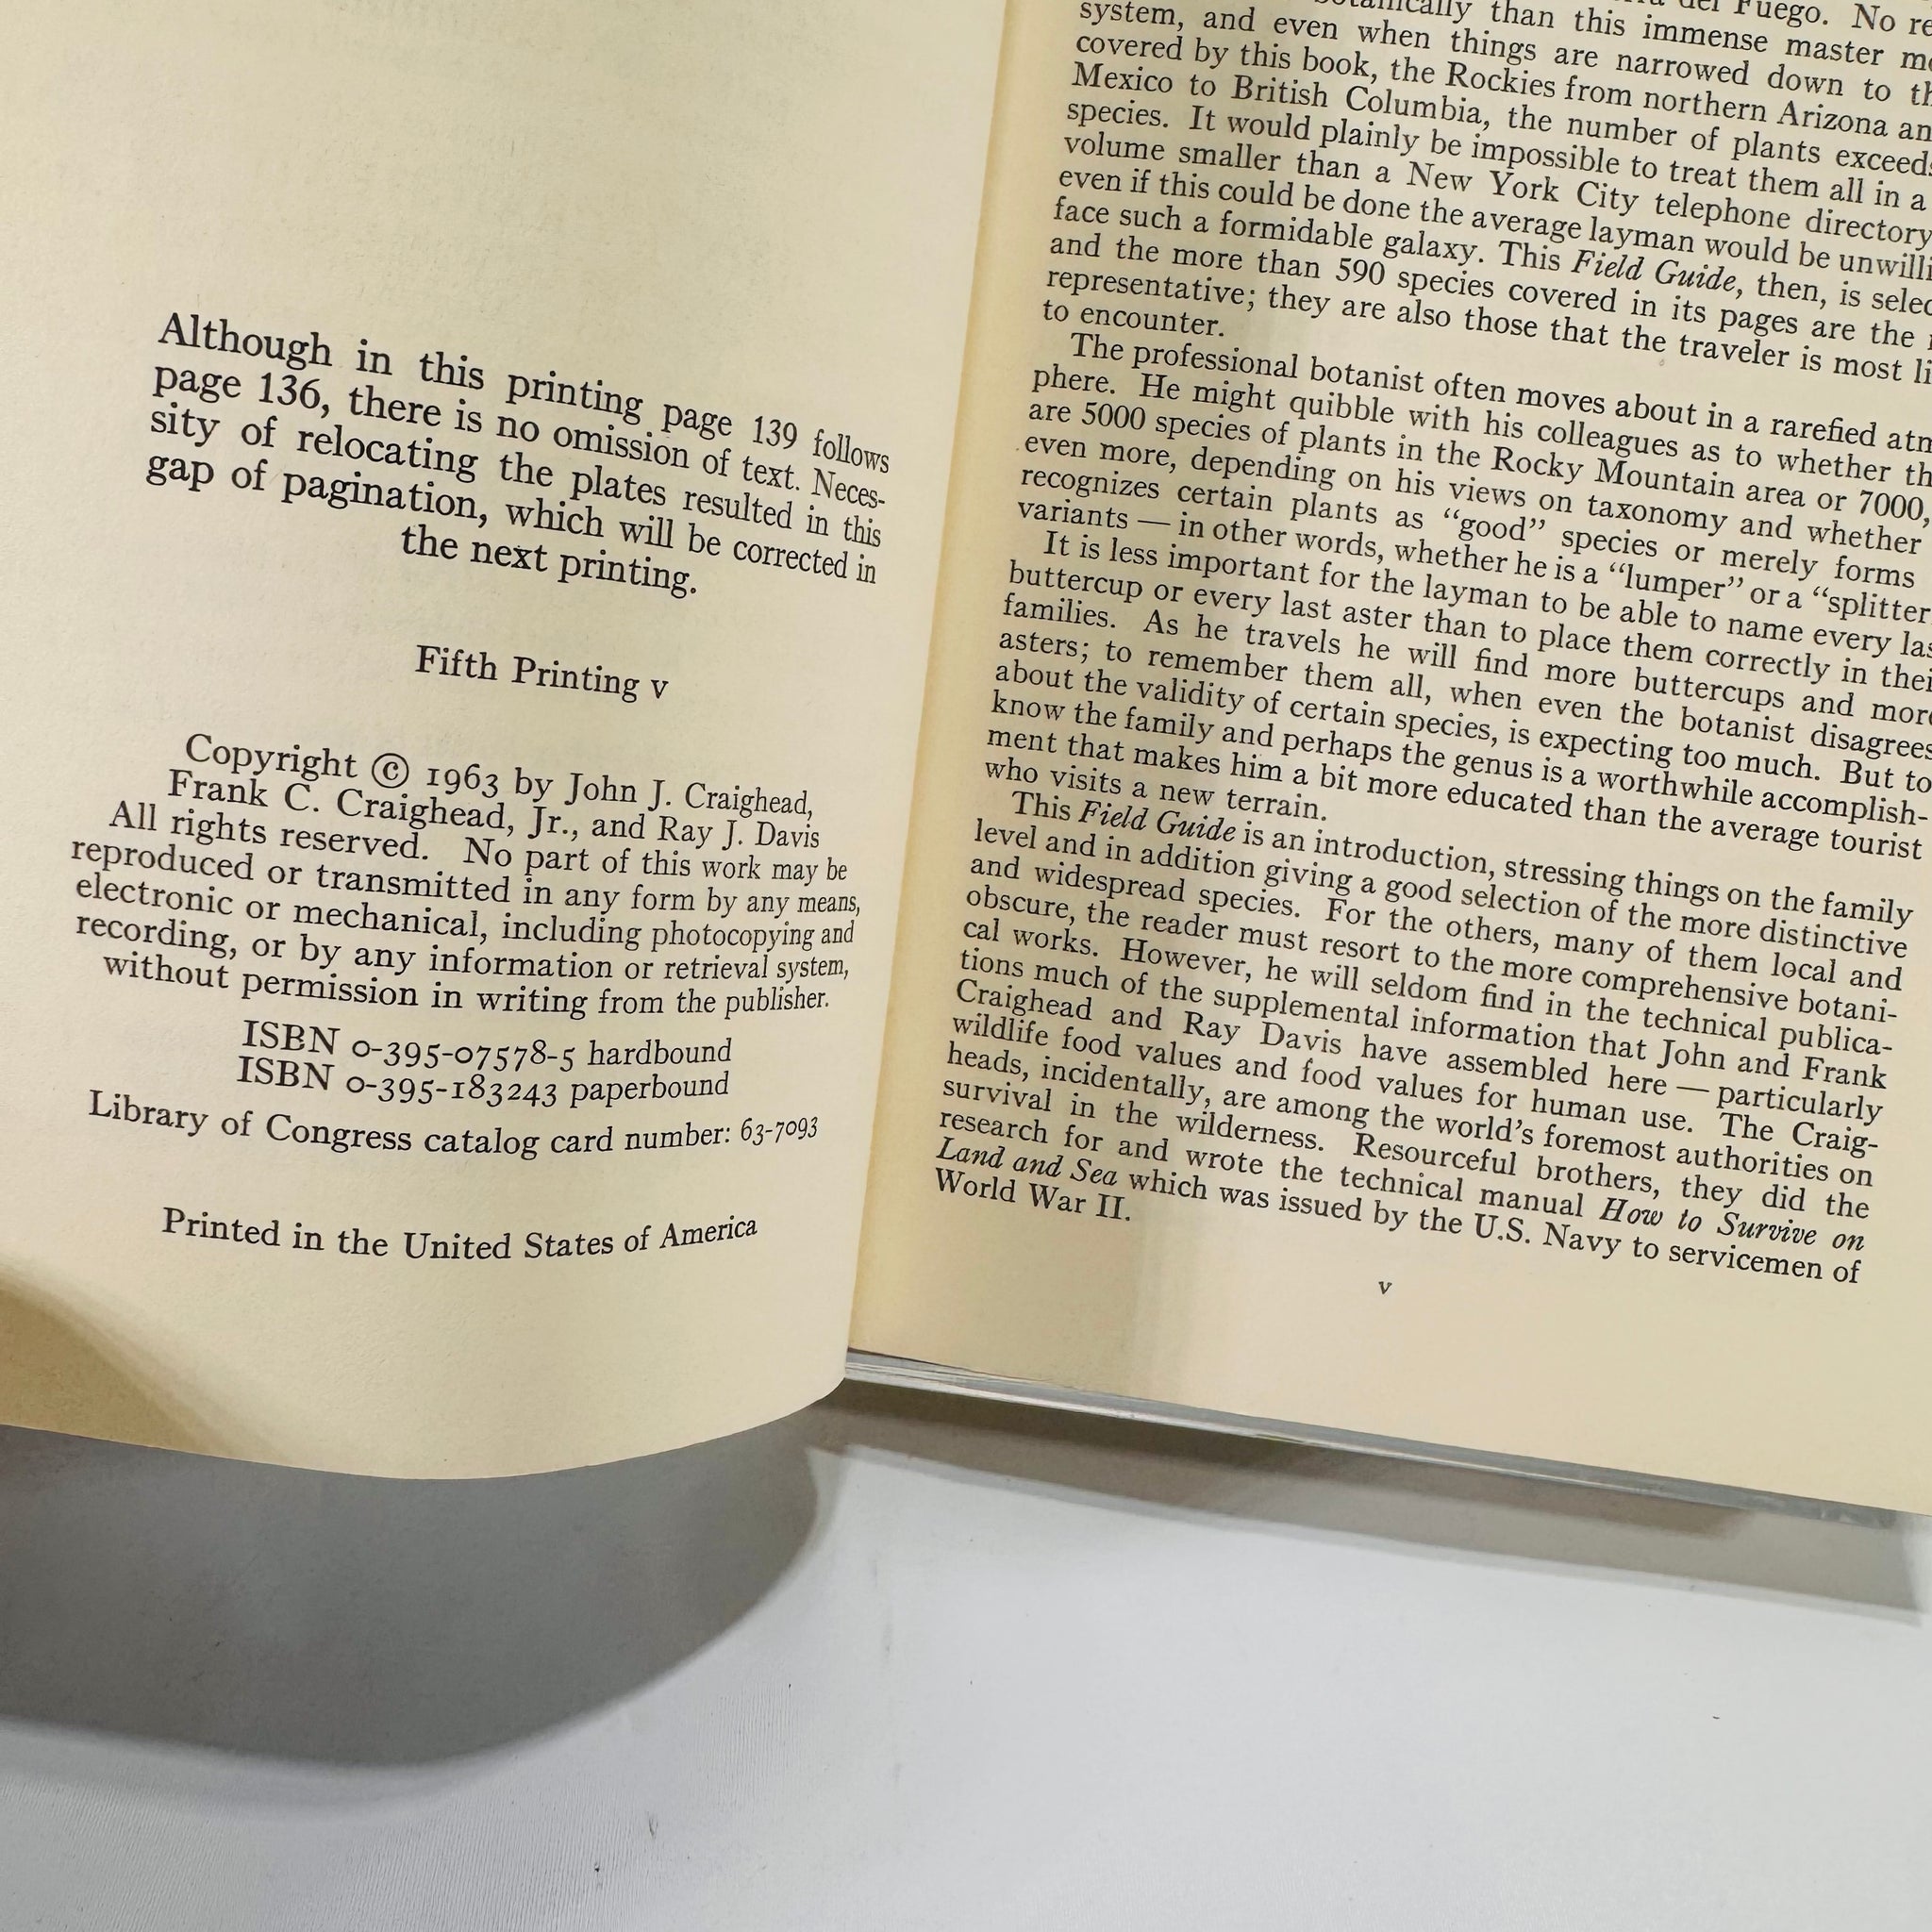 Although in this printing page 139 follows
page 136, there is no omission of text. Neces-
sity of relocating the plates resulted in this
gap of pagination, which will be corrected in
the next printing.
Fifth Printing v
Copyright © 1963 by John J. Craighead,
Frank C. Craighead, Jr., and Ray J. Davis
All rights reserved. No part of this work may be
reproduced or transmitted in any form by any means,
electronic or mechanical, including photocopying and
recording, or by any information or retrieval system,
without permission in writing from the publisher.
ISBN 0-395-07578-5 hardbound
ISBN 0-395-183243 paperbound
Library of Congress catalog card number: 63-7093
Printed in the United States of America
del Fuego. No
than this immense master
system, and even when things are narrowed down to
covered by this book, the Rockies from northern Arizona
Mexico to British Columbia, the number of plants
species. It would plainly be impossible to treat them all in a
volume smaller than a New York City telephone directory
even if this could be done the average layman would be
face such a formidable galaxy. This Field Guide, then, is
and the more than 590 species covered in its pages are the
representative; they are also those that the traveler is most
to encounter.
The professional botanist often moves about in a rarefied
phere. He might quibble with his colleagues as to whether
are 5000 species of plants in the Rocky Mountain area or 7000,
even more, depending on his views on taxonomy and whether
recognizes certain plants as "good" species or merely forms
variants — in other words, whether he is a "lumper" or a "splitter
It is less important for the layman to be able to name every
buttercup or every last aster than to place them correctly in
families. As he travels he will find more buttercups and
asters; to remember them all, when even the botanist disagrees
about the validity of certain species, is expecting too much. But to
know the family and perhaps the genus is a worthwhile accomplish-
ment that makes him a bit more educated than the average tourist
who visits a new terrain.
This Field Guide is an introduction, stressing things on the family
level and in addition giving a good selection of the more distinctive
and widespread species. For the others, many of them local and
obscure, the reader must resort to the more comprehensive botani-
cal works. However, he will seldom find in the technical publica-
tions much of the supplemental information that John and Frank
Craighead and Ray Davis have assembled here — particularly
wildlife food values and food values for human use. The Craig-
heads, incidentally, are among the world's foremost authorities on
survival in the wilderness. Resourceful brothers, they did the
research for and wrote the technical manual How to Survive on
Land and Sea which was issued by the U.S. Navy to servicemen of
World War II.
v